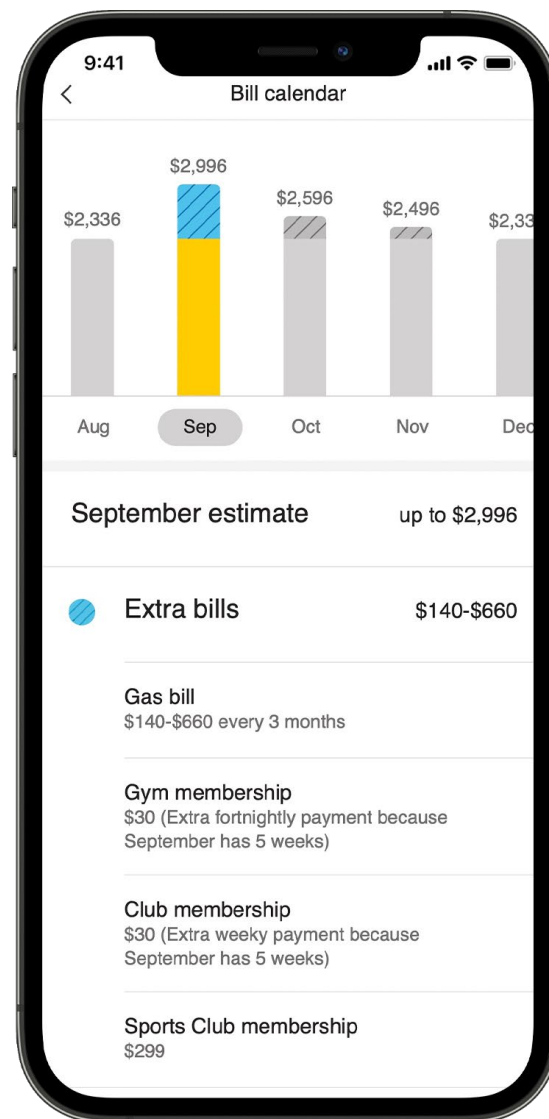 9:41
Bill calendar
$2,996
$2,596
$2,496
$2,336
$2,33
Aug
Sep
Oct
Nov
Dec
September estimate
up to $2,996
Extra bills
$140-$660
Gas bill
$140-$660 every 3 months
Gym membership
$30 (Extra fortnightly payment because
September has 5 weeks)
Club membership
$30 (Extra weeky payment because
September has 5 weeks)
Sports Club membership
$299